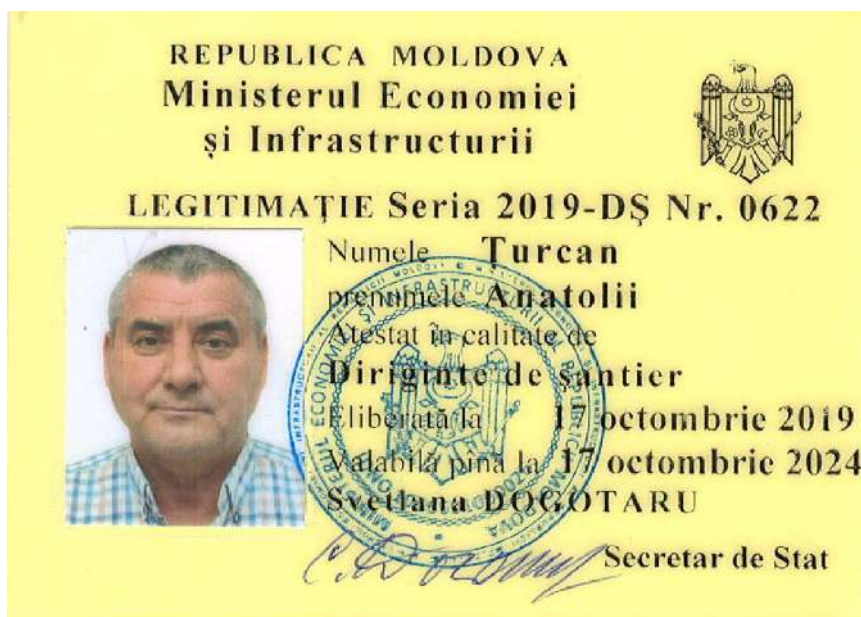 REPUBLICA MOLDOVA
Ministerul Economiei
și Infrastructurii
LEGITIMAȚIE Seria 2019-DȘ Nr. 0622
Numele Țurcan
prenumele Anatolii
Atestat în calitate de
Diriginte de șantier
Eliberată la 17 octombrie 2019
Valabilă pînă la 17 octombrie 2024
Svetlana DOGOTARU
Secretar de Stat